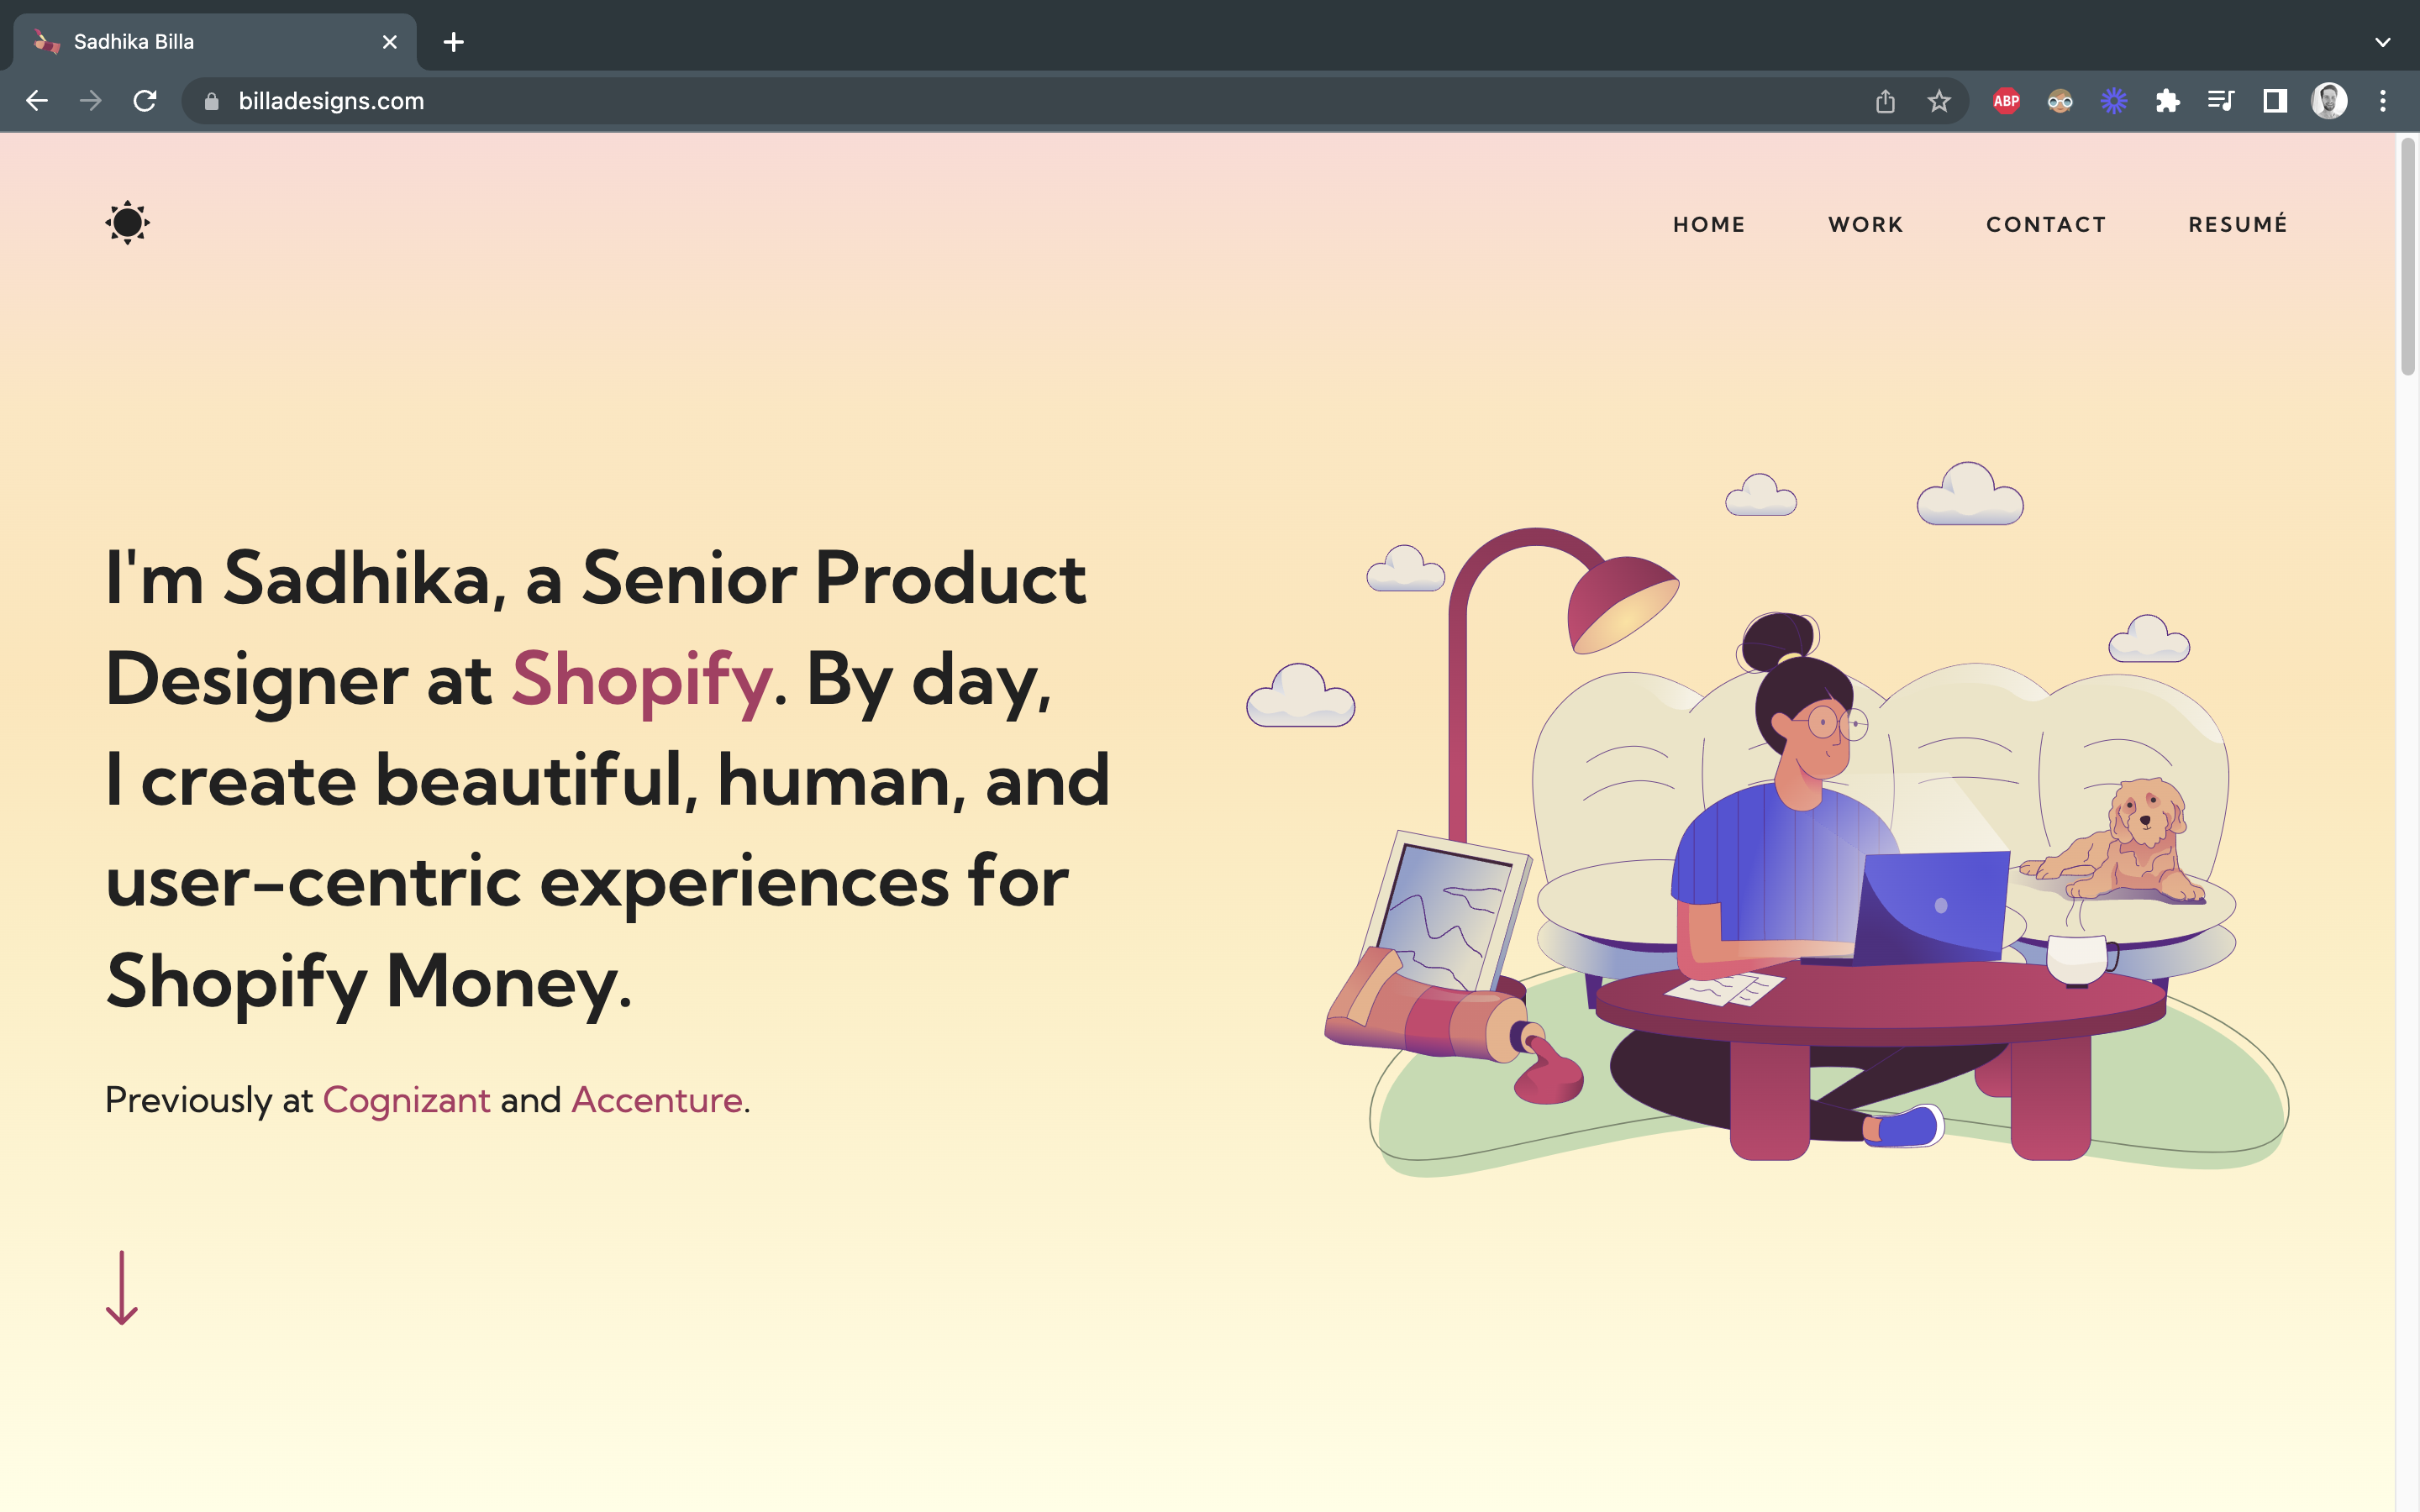 Sadhika Billa
billadesigns.com
ABP
HOME WORK CONTACT RESUMÉ
I'm Sadhika, a Senior Product
Designer at Shopify. By day,
I create beautiful, human, and
user-centric experiences for
Shopify Money.
Previously at Cognizant and Accenture.